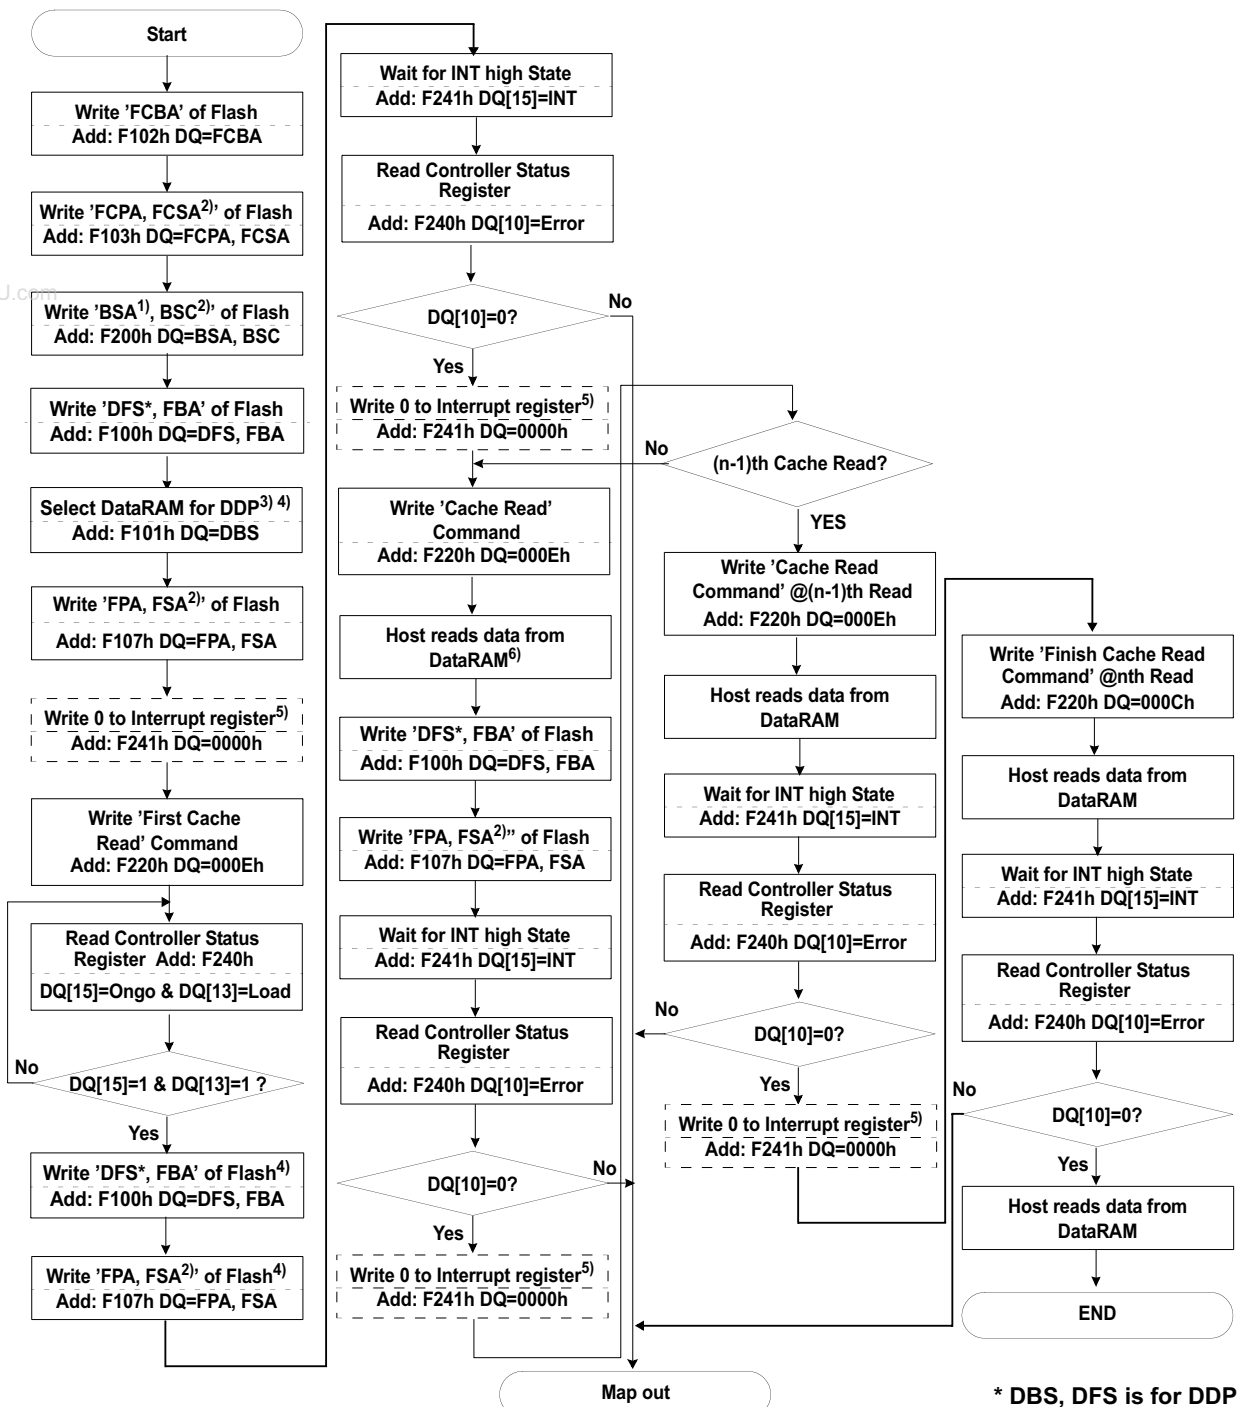 Start
Write 'FCBA' of Flash
Add: F102h DQ=FCBA
Write ’FCPA, FCSA2)’ of Flash
Add: F103h DQ=FCPA, FCSA
J.com
Write ’BSA1), BSC2)’ of Flash
Add: F200h DQ=BSA, BSC
Write 'DFS*, FBA' of Flash
Add: F100h DQ=DFS, FBA
Select DataRAM for DDP3) 4)
Add: F101h DQ=DBS
Write 'FPA, FSA2)’ of Flash
Add: F107h DQ=FPA, FSA
Write 0 to Interrupt register5)
Add: F241h DQ=0000h
Write 'First Cache
Read' Command
Add: F220h DQ=000Eh
Read Controller Status
Register Add: F240h
DQ[15]=Ongo & DQ[13]=Load
No
DQ[15]=1 & DQ[13]=1 ?
Yes
Write 'DFS*, FBA' of Flash4)
Add: F100h DQ=DFS, FBA
Write 'FPA, FSA2)’ of Flash4)
Add: F107h DQ=FPA, FSA
Wait for INT high State
Add: F241h DQ[15]=INT
Read Controller Status
Register
Add: F240h DQ[10]=Error
DQ[10]=0?
No
Yes
Write 0 to Interrupt register5)
Add: F241h DQ=0000h
Write 'Cache Read'
Command
Add: F220h DQ=000Eh
Host reads data from
DataRAM6)
Write 'DFS*, FBA' of Flash
Add: F100h DQ=DFS, FBA
Write 'FPA, FSA2)’’ of Flash
Add: F107h DQ=FPA, FSA
Wait for INT high State
Add: F241h DQ[15]=INT
Read Controller Status
Register
Add: F240h DQ[10]=Error
DQ[10]=0?
No
Yes
Write 0 to Interrupt register5)
Add: F241h DQ=0000h
No
(n-1)th Cache Read?
YES
Write 'Cache Read
Command' @(n-1)th Read
Add: F220h DQ=000Eh
Host reads data from
DataRAM
Wait for INT high State
Add: F241h DQ[15]=INT
Read Controller Status
Register
Add: F240h DQ[10]=Error
No
DQ[10]=0?
Yes
Write 0 to Interrupt register5)
Add: F241h DQ=0000h
Write 'Finish Cache Read
Command' @nth Read
Add: F220h DQ=000Ch
Host reads data from
DataRAM
Wait for INT high State
Add: F241h DQ[15]=INT
Read Controller Status
Register
Add: F240h DQ[10]=Error
No
DQ[10]=0?
Yes
Host reads data from
DataRAM
END
Map out
* DBS, DFS is for DDP